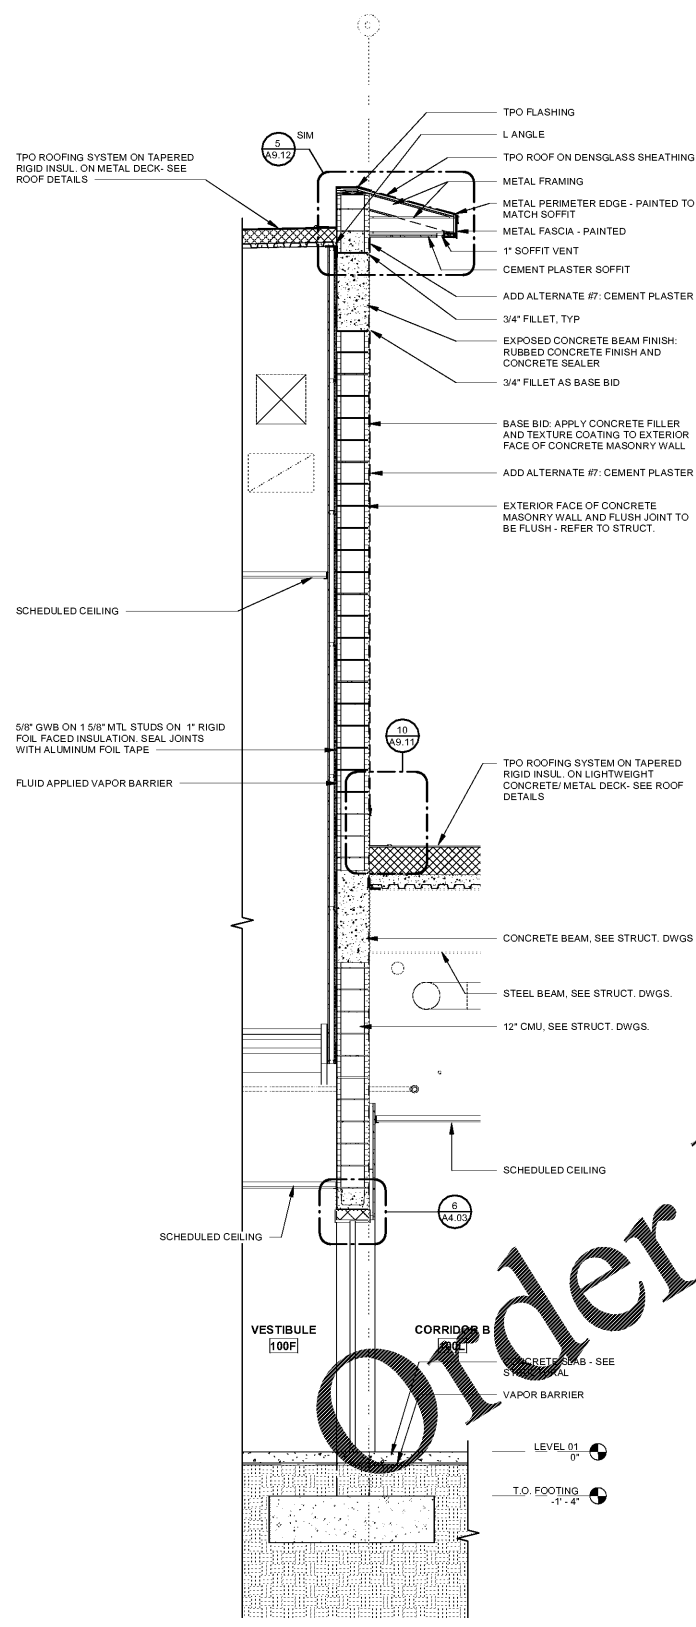 TPO FLASHING
L ANGLE
5
A9.12
SIM
TPO ROOFING SYSTEM ON TAPERED
RIGID INSUL. ON METAL DECK- SEE
ROOF DETAILS
TPO ROOF ON DENSGLASS SHEATHING
METAL FRAMING
METAL PERIMETER EDGE - PAINTED TO
MATCH SOFFIT
METAL FASCIA - PAINTED
1" SOFFIT VENT
CEMENT PLASTER SOFFIT
ADD ALTERNATE #7: CEMENT PLASTER
3/4" FILLET, TYP
EXPOSED CONCRETE BEAM FINISH:
RUBBED CONCRETE FINISH AND
CONCRETE SEALER
3/4" FILLET AS BASE BID
BASE BID: APPLY CONCRETE FILLER
AND TEXTURE COATING TO EXTERIOR
FACE OF CONCRETE MASONRY WALL
ADD ALTERNATE #7: CEMENT PLASTER
EXTERIOR FACE OF CONCRETE
MASONRY WALL AND FLUSH JOINT TO
BE FLUSH - REFER TO STRUCT.
SCHEDULED CEILING
5/8" GWB ON 1 5/8" MTL STUDS ON 1" RIGID
FOIL FACED INSULATION. SEAL JOINTS
WITH ALUMINUM FOIL TAPE
FLUID APPLIED VAPOR BARRIER
10
A9.11
TPO ROOFING SYSTEM ON TAPERED
RIGID INSUL. ON LIGHTWEIGHT
CONCRETE/ METAL DECK- SEE ROOF
DETAILS
CONCRETE BEAM, SEE STRUCT. DWGS
STEEL BEAM, SEE STRUCT. DWGS.
12" CMU, SEE STRUCT. DWGS.
SCHEDULED CEILING
6
A4.03
SCHEDULED CEILING
VESTIBULE
100F
CORRIDOR B
100L
CONCRETE SLAB - SEE
STRUCTURAL
VAPOR BARRIER
LEVEL 01
0"
T.O. FOOTING
-1' - 4"
Order